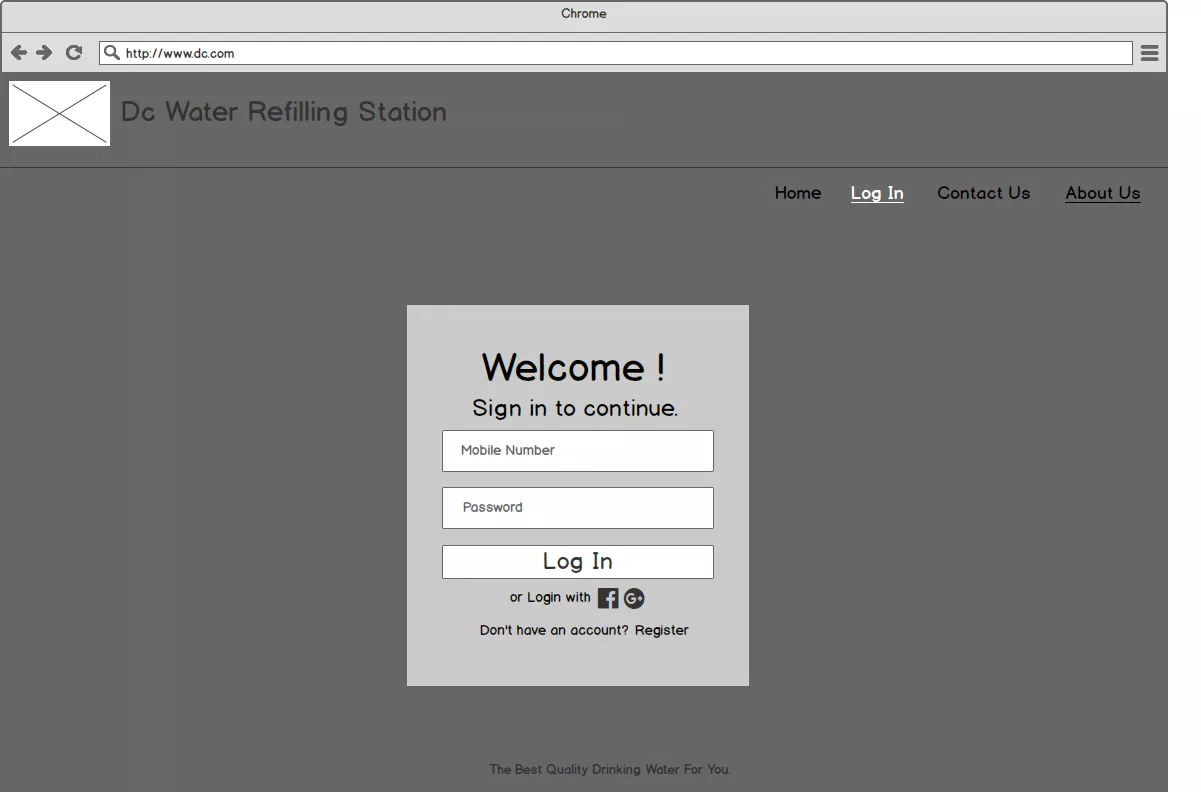 Chrome
http://www.dc.com
Dc Water Refilling Station
Home Log In Contact Us About Us
Welcome !
Sign in to continue.
Mobile Number
Password
Log In
or Login with
Don't have an account? Register
The Best Quality Drinking Water For You.